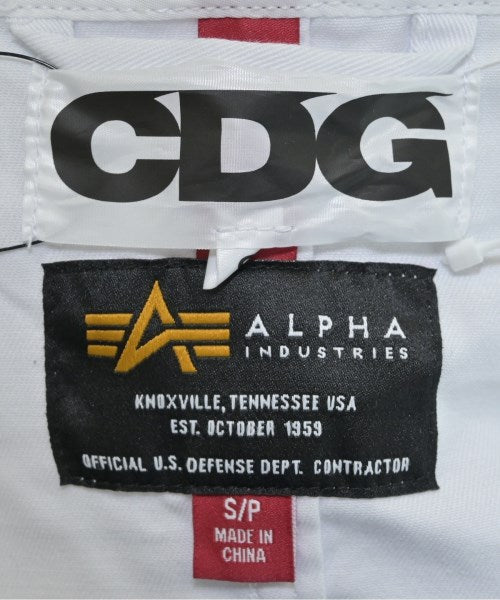 CDG
ALPHA
INDUSTRIES
KNOXVILLE, TENNESSEE USA
EST. OCTOBER 1959
OFFICIAL U.S. DEFENSE DEPT. CONTRACTOR
S/P
MADE IN
CHINA